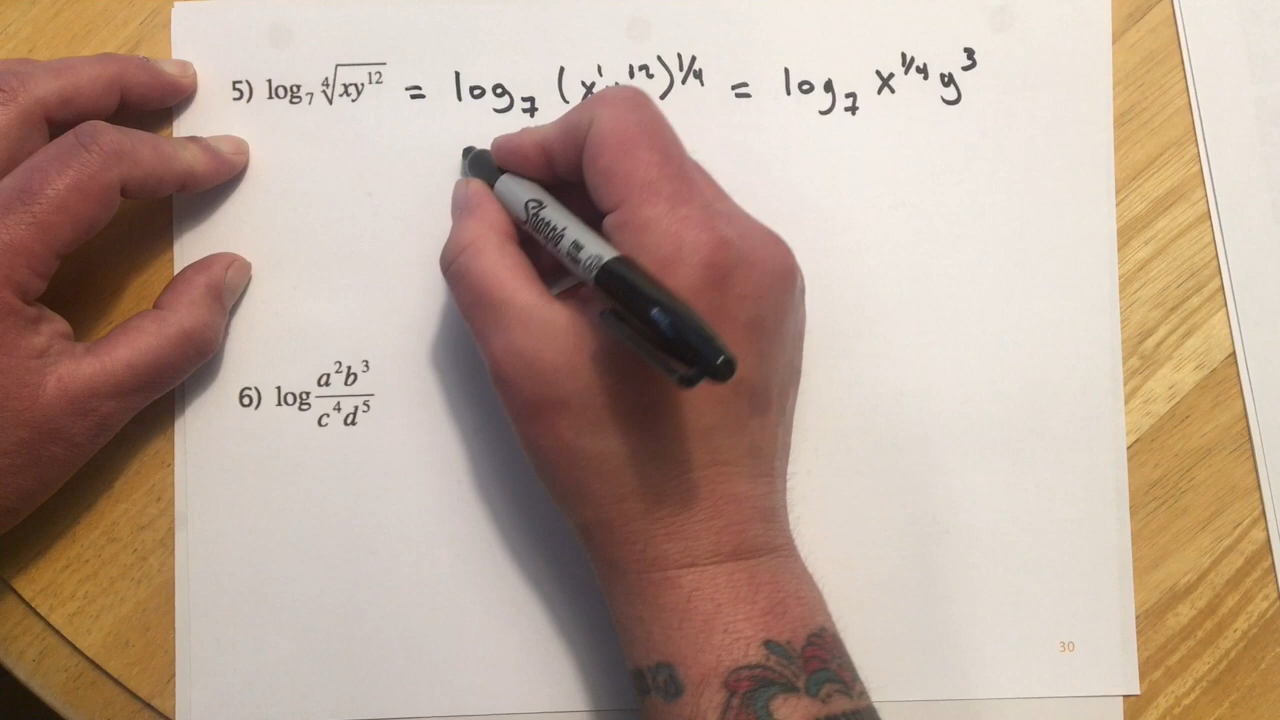 5) log₇ ∜(xy¹²) = log₇ (x¹y¹²)^1/4 = log₇ x^1/4 y³
Sharpie
6) log a²b³
c⁴d⁵
30